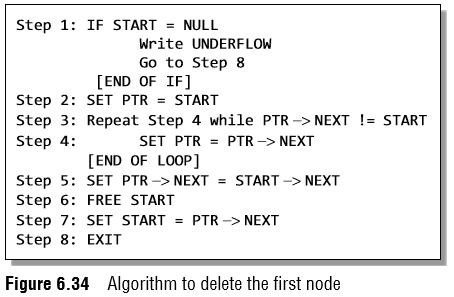 Step 1: IF START = NULL
Write UNDERFLOW
Go to Step 8
[END OF IF]
Step 2: SET PTR = START
Step 3: Repeat Step 4 while PTR –> NEXT != START
Step 4: SET PTR = PTR –> NEXT
[END OF LOOP]
Step 5: SET PTR –> NEXT = START –> NEXT
Step 6: FREE START
Step 7: SET START = PTR –> NEXT
Step 8: EXIT
Figure 6.34 Algorithm to delete the first node